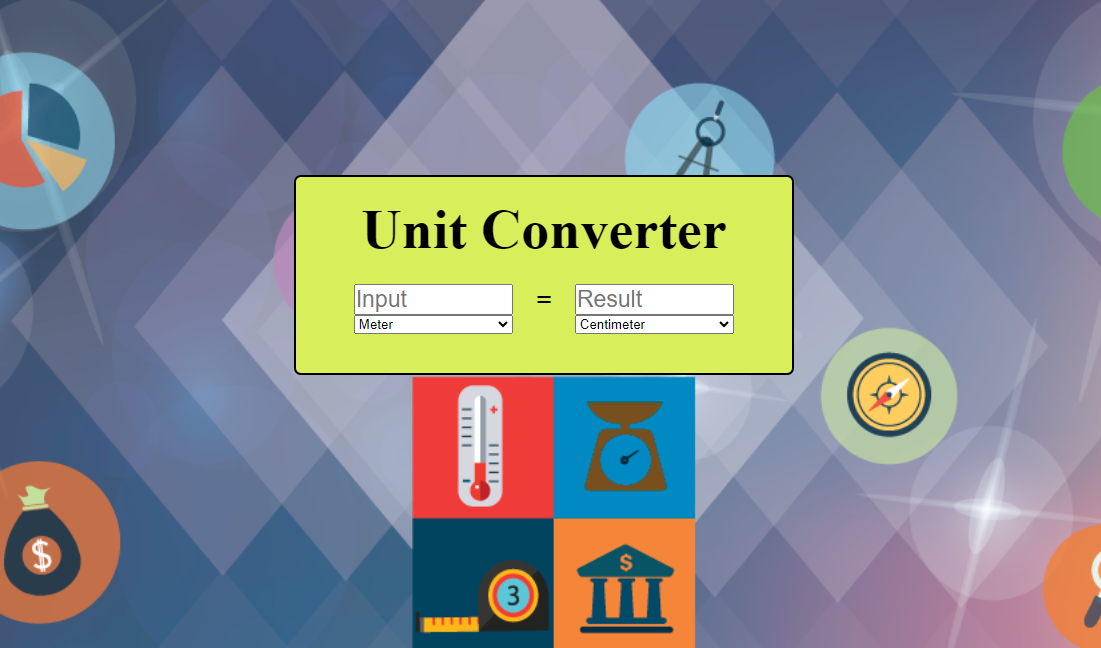 Unit Converter
Input = Result
Meter Centimeter
+
-
$
$
3